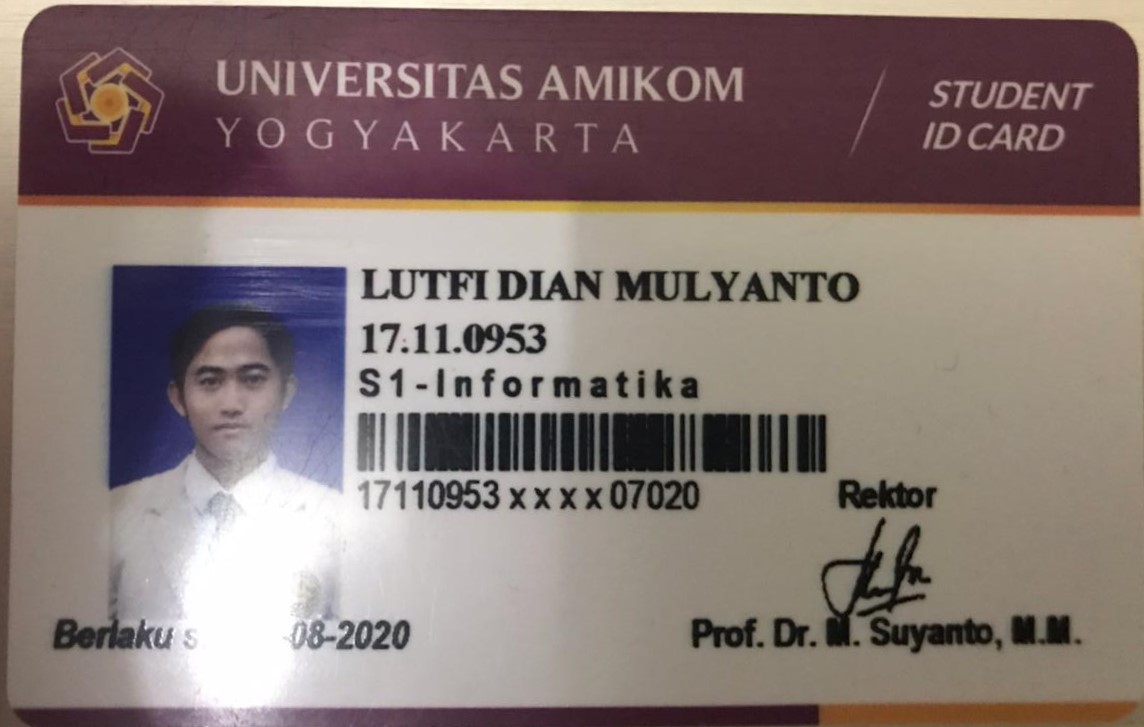 UNIVERSITAS AMIKOM
YOGYAKARTA
STUDENT
ID CARD
LUTFI DIAN MULYANTO
17.11.0953
S1-Informatika
17110953 x x x x 07020
Rektor
Berlaku -08-2020
Prof. Dr. M. Suyanto, M.M.